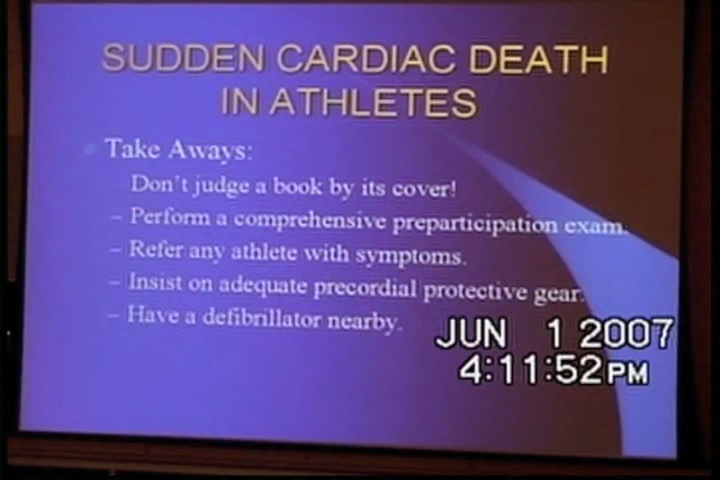 SUDDEN CARDIAC DEATH
IN ATHLETES
Take Aways:
Don't judge a book by its cover!
– Perform a comprehensive preparticipation exam.
– Refer any athlete with symptoms.
– Insist on adequate precordial protective gear.
– Have a defibrillator nearby.
JUN 1 2007
4:11:52PM